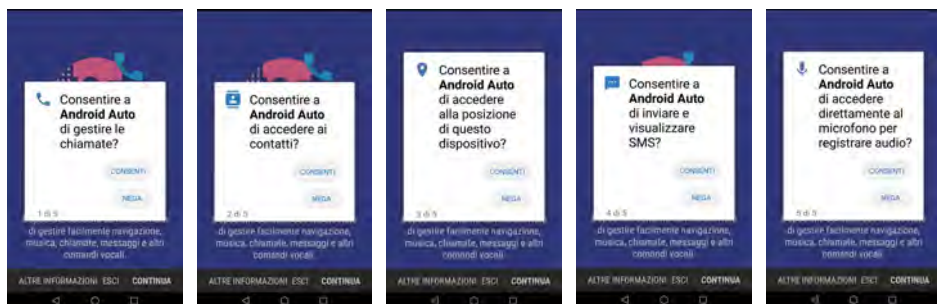 Consentire a
Android Auto
di gestire le
chiamate?
CONSENTI
NEGA
1 di 5
di gestire facilmente navigazione,
musica, chiamate, messaggi e altri
comandi vocali.
ALTRE INFORMAZIONI ESCI CONTINUA
Consentire a
Android Auto
di accedere ai
contatti?
CONSENTI
NEGA
2 di 5
di gestire facilmente navigazione,
musica, chiamate, messaggi e altri
comandi vocali.
ALTRE INFORMAZIONI ESCI CONTINUA
Consentire a
Android Auto
di accedere
alla posizione
di questo
dispositivo?
CONSENTI
NEGA
3 di 5
di gestire facilmente navigazione,
musica, chiamate, messaggi e altri
comandi vocali.
ALTRE INFORMAZIONI ESCI CONTINUA
Consentire a
Android Auto
di inviare e
visualizzare
SMS?
CONSENTI
NEGA
4 di 5
di gestire facilmente navigazione,
musica, chiamate, messaggi e altri
comandi vocali.
ALTRE INFORMAZIONI ESCI CONTINUA
Consentire a
Android Auto
di accedere
direttamente al
microfono per
registrare audio?
CONSENTI
NEGA
5 di 5
di gestire facilmente navigazione,
musica, chiamate, messaggi e altri
comandi vocali.
ALTRE INFORMAZIONI ESCI CONTINUA